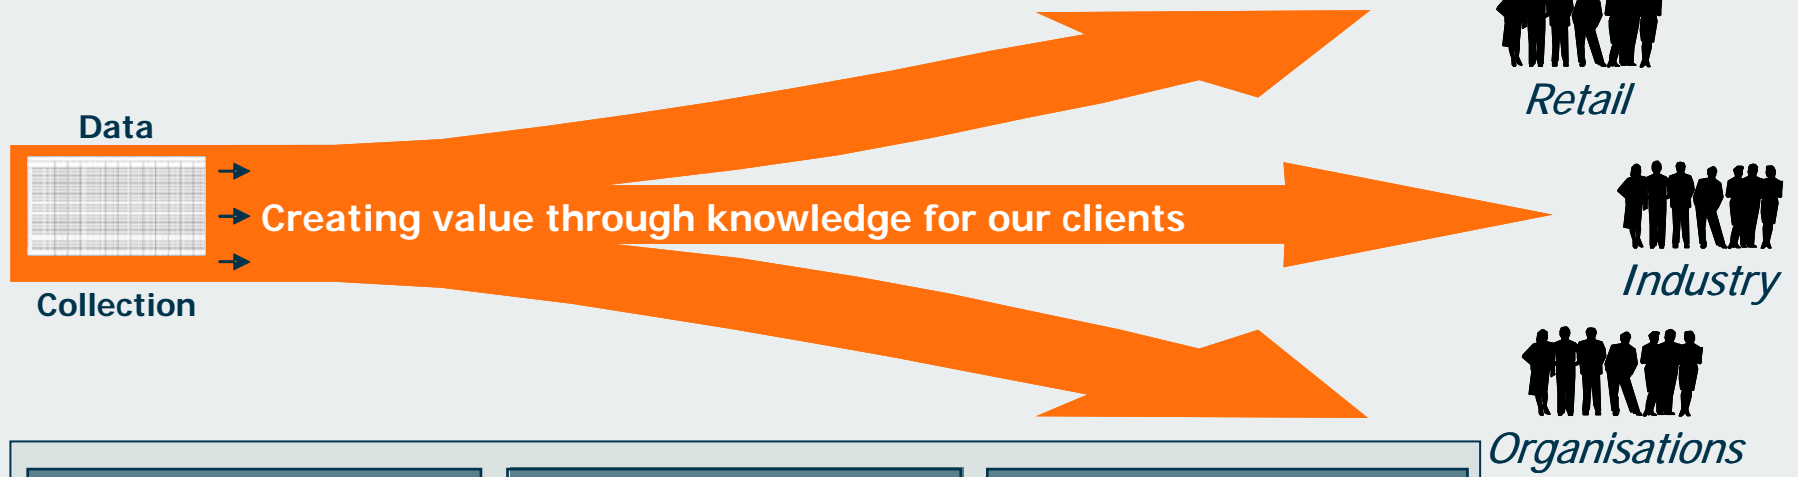 Retail
Data
Creating value through knowledge for our clients
Industry
Collection
Organisations